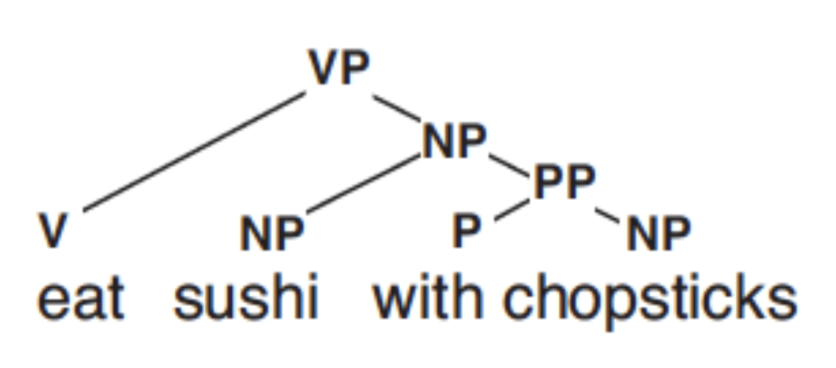 VP
NP
PP
V NP P NP
eat sushi with chopsticks